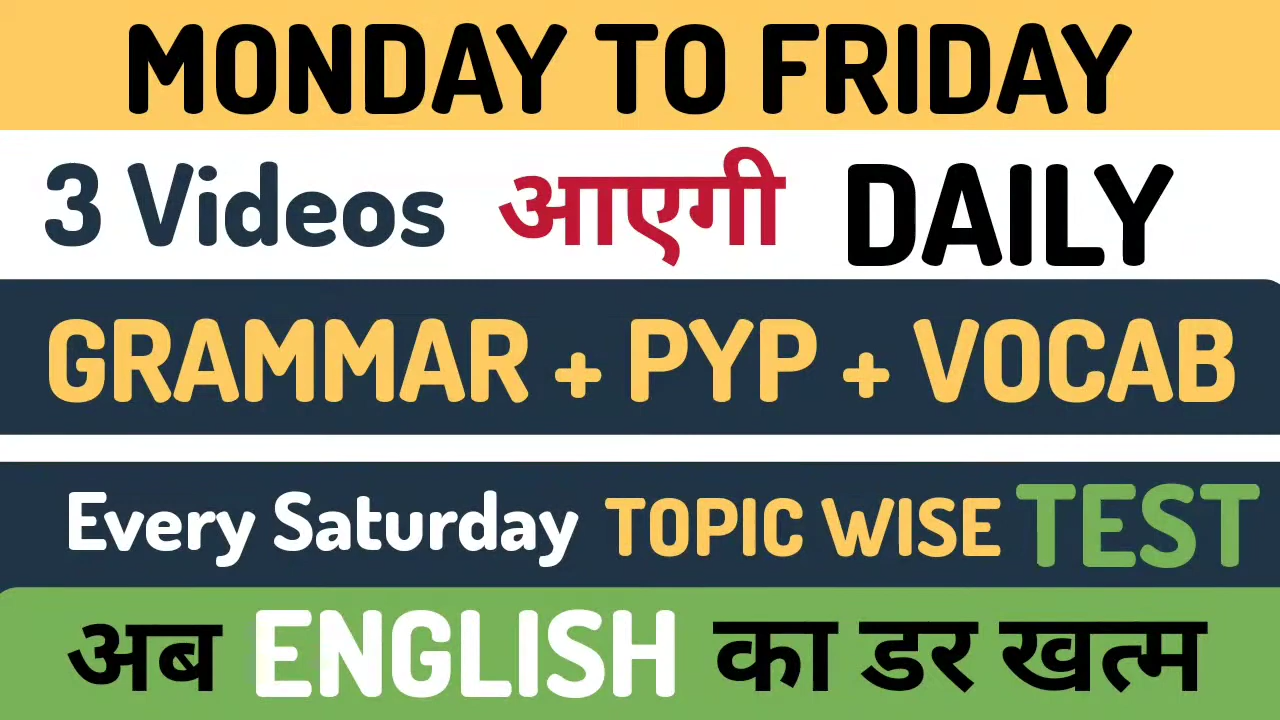 MONDAY TO FRIDAY
3 Videos आएगी DAILY
GRAMMAR + PYP + VOCAB
Every Saturday TOPIC WISE TEST
अब ENGLISH का डर खत्म